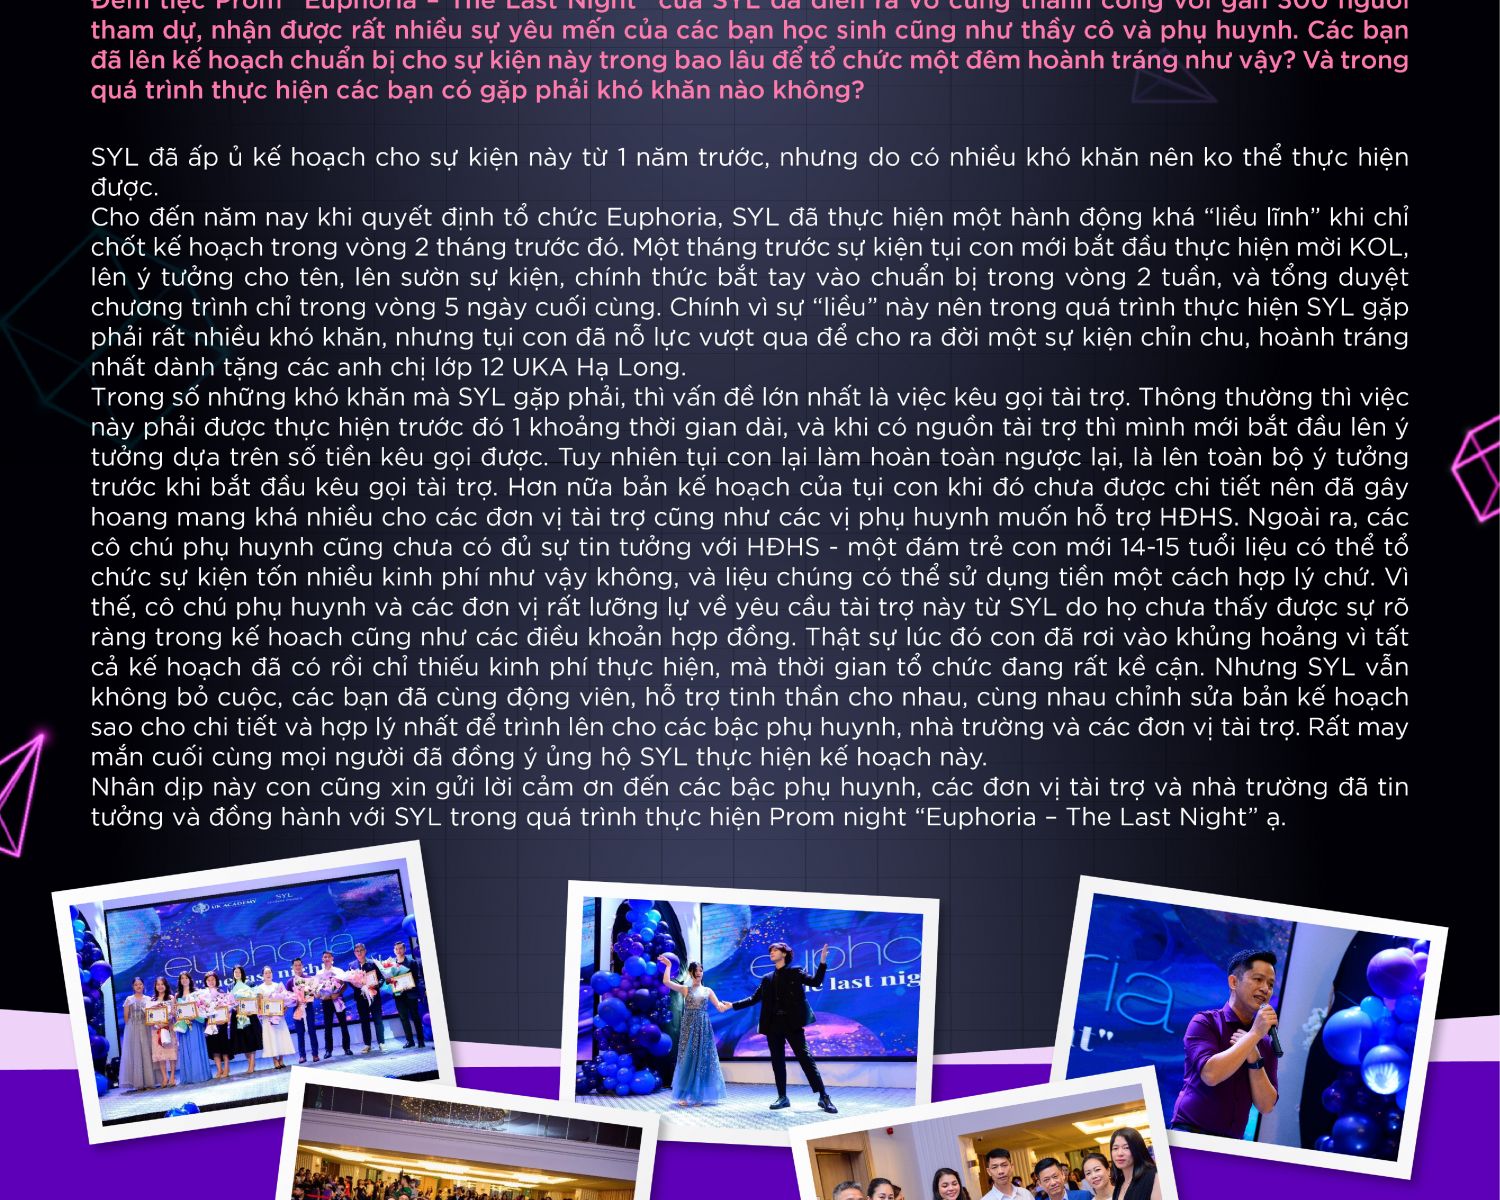 Đêm tiệc Prom "Euphoria – The Last Night" của SYL đã diễn ra vô cùng thành công với gần 300 người
tham dự, nhận được rất nhiều sự yêu mến của các bạn học sinh cũng như thầy cô và phụ huynh. Các bạn
đã lên kế hoạch chuẩn bị cho sự kiện này trong bao lâu để tổ chức một đêm hoành tráng như vậy? Và trong
quá trình thực hiện các bạn có gặp phải khó khăn nào không?
SYL đã ấp ủ kế hoạch cho sự kiện này từ 1 năm trước, nhưng do có nhiều khó khăn nên ko thể thực hiện
được.
Cho đến năm nay khi quyết định tổ chức Euphoria, SYL đã thực hiện một hành động khá “liều lĩnh” khi chỉ
chốt kế hoạch trong vòng 2 tháng trước đó. Một tháng trước sự kiện tụi con mới bắt đầu thực hiện mời KOL,
lên ý tưởng cho tên, lên sườn sự kiện, chính thức bắt tay vào chuẩn bị trong vòng 2 tuần, và tổng duyệt
chương trình chỉ trong vòng 5 ngày cuối cùng. Chính vì sự “liều” này nên trong quá trình thực hiện SYL gặp
phải rất nhiều khó khăn, nhưng tụi con đã nỗ lực vượt qua để cho ra đời một sự kiện chỉn chu, hoành tráng
nhất dành tặng các anh chị lớp 12 UKA Hạ Long.
Trong số những khó khăn mà SYL gặp phải, thì vấn đề lớn nhất là việc kêu gọi tài trợ. Thông thường thì việc
này phải được thực hiện trước đó 1 khoảng thời gian dài, và khi có nguồn tài trợ thì mình mới bắt đầu lên ý
tưởng dựa trên số tiền kêu gọi được. Tuy nhiên tụi con lại làm hoàn toàn ngược lại, là lên toàn bộ ý tưởng
trước khi bắt đầu kêu gọi tài trợ. Hơn nữa bản kế hoạch của tụi con khi đó chưa được chi tiết nên đã gây
hoang mang khá nhiều cho các đơn vị tài trợ cũng như các vị phụ huynh muốn hỗ trợ HĐHS. Ngoài ra, các
cô chú phụ huynh cũng chưa có đủ sự tin tưởng với HĐHS - một đám trẻ con mới 14-15 tuổi liệu có thể tổ
chức sự kiện tốn nhiều kinh phí như vậy không, và liệu chúng có thể sử dụng tiền một cách hợp lý chứ. Vì
thế, cô chú phụ huynh và các đơn vị rất lưỡng lự về yêu cầu tài trợ này từ SYL do họ chưa thấy được sự rõ
ràng trong kế hoach cũng như các điều khoản hợp đồng. Thật sự lúc đó con đã rơi vào khủng hoảng vì tất
cả kế hoạch đã có rồi chỉ thiếu kinh phí thực hiện, mà thời gian tổ chức đang rất kề cận. Nhưng SYL vẫn
không bỏ cuộc, các bạn đã cùng động viên, hỗ trợ tinh thần cho nhau, cùng nhau chỉnh sửa bản kế hoạch
sao cho chi tiết và hợp lý nhất để trình lên cho các bậc phụ huynh, nhà trường và các đơn vị tài trợ. Rất may
mắn cuối cùng mọi người đã đồng ý ủng hộ SYL thực hiện kế hoạch này.
Nhân dịp này con cũng xin gửi lời cảm ơn đến các bậc phụ huynh, các đơn vị tài trợ và nhà trường đã tin
tưởng và đồng hành với SYL trong quá trình thực hiện Prom night “Euphoria – The Last Night” ạ.
UK ACADEMY SYL
euphoria
last night
eupho
he last nig
ria
ht"